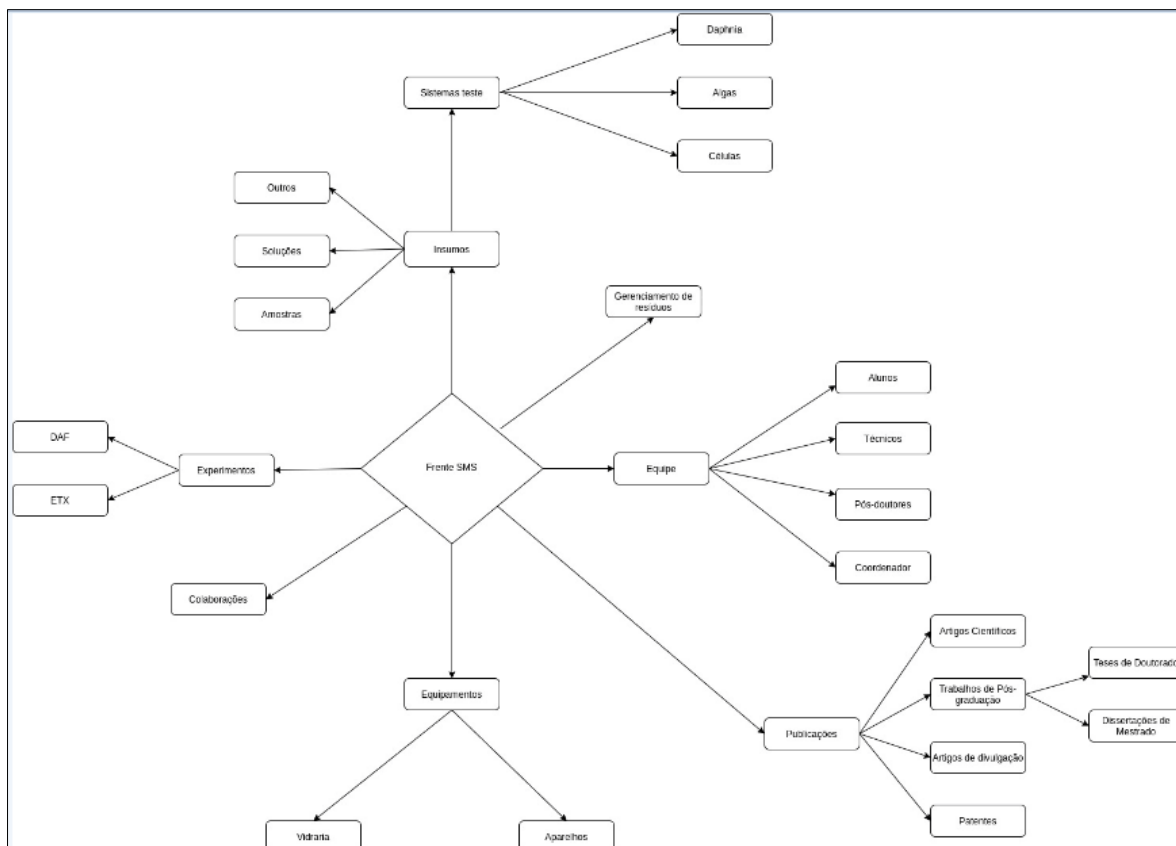 Daphnia
Sistemas teste
Algas
Células
Outros
Insumos
Soluções
Amostras
Gerenciamento de
resíduos
Alunos
DAF
Técnicos
Experimentos
Frente SMS
Equipe
ETX
Pós-doutores
Coordenador
Colaborações
Artigos Científicos
Teses de Doutorado
Equipamentos
Trabalhos de Pós-
graduação
Dissertações de
Mestrado
Publicações
Artigos de divulgação
Patentes
Vidraria
Aparelhos